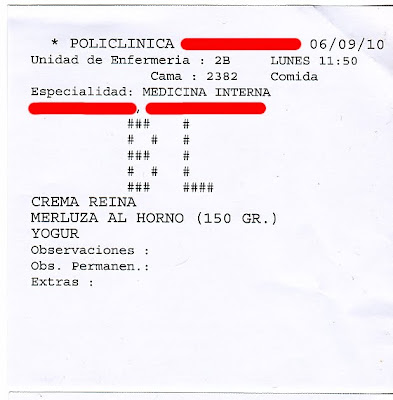 * POLICLINICA 06/09/10
Unidad de Enfermeria : 2B LUNES 11:50
Cama : 2382 Comida
Especialidad: MEDICINA INTERNA
,
### #
# # #
### #
# # #
### ####
CREMA REINA
MERLUZA AL HORNO (150 GR.)
YOGUR
Observaciones :
Obs. Permanen.:
Extras :